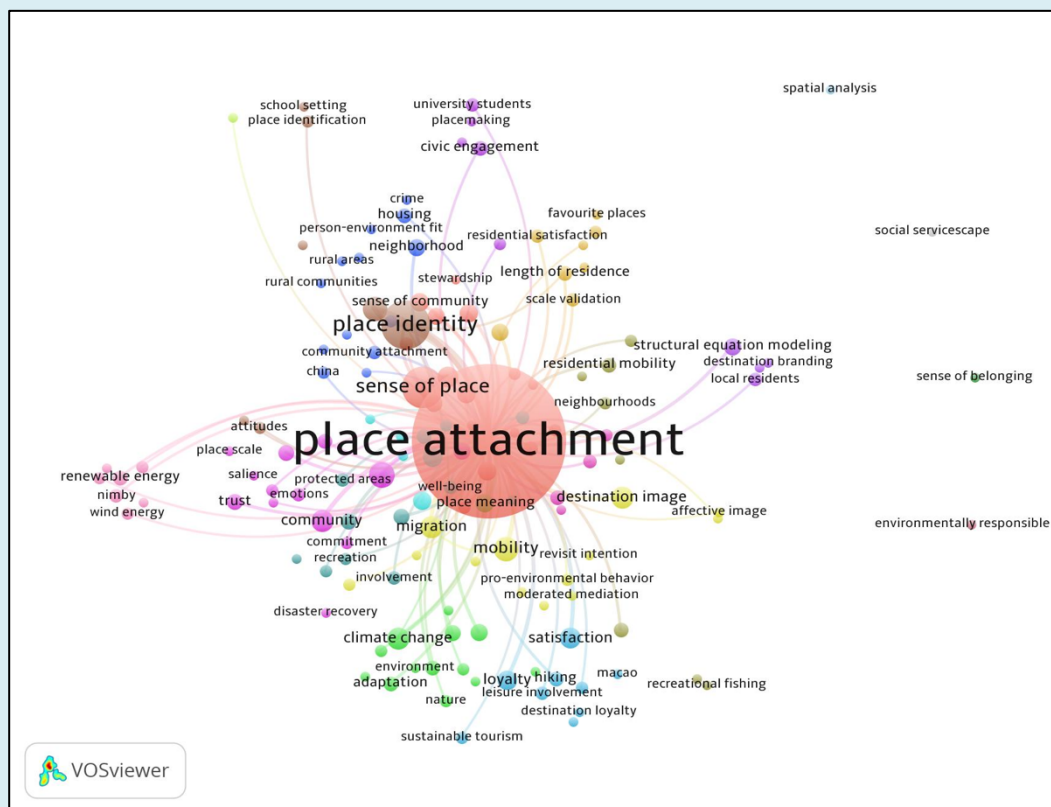 spatial analysis
school setting
university students
place identification
placemaking
civic engagement
crime
housing
favourite places
person-environment fit
residential satisfaction
social servicescape
neighborhood
rural areas
length of residence
rural communities
stewardship
sense of community
scale validation
place identity
structural equation modeling
community attachment
residential mobility
destination branding
china
sense of place
local residents
sense of belonging
neighbourhoods
attitudes
place attachment
place scale
renewable energy
salience
protected areas
well-being
nimby
emotions
trust
place meaning
destination image
wind energy
community
migration
affective image
environmentally responsible
commitment
mobility
recreation
revisit intention
involvement
pro-environmental behavior
moderated mediation
disaster recovery
climate change
satisfaction
environment
macao
adaptation
loyalty
hiking
recreational fishing
leisure involvement
nature
destination loyalty
sustainable tourism
VOSviewer